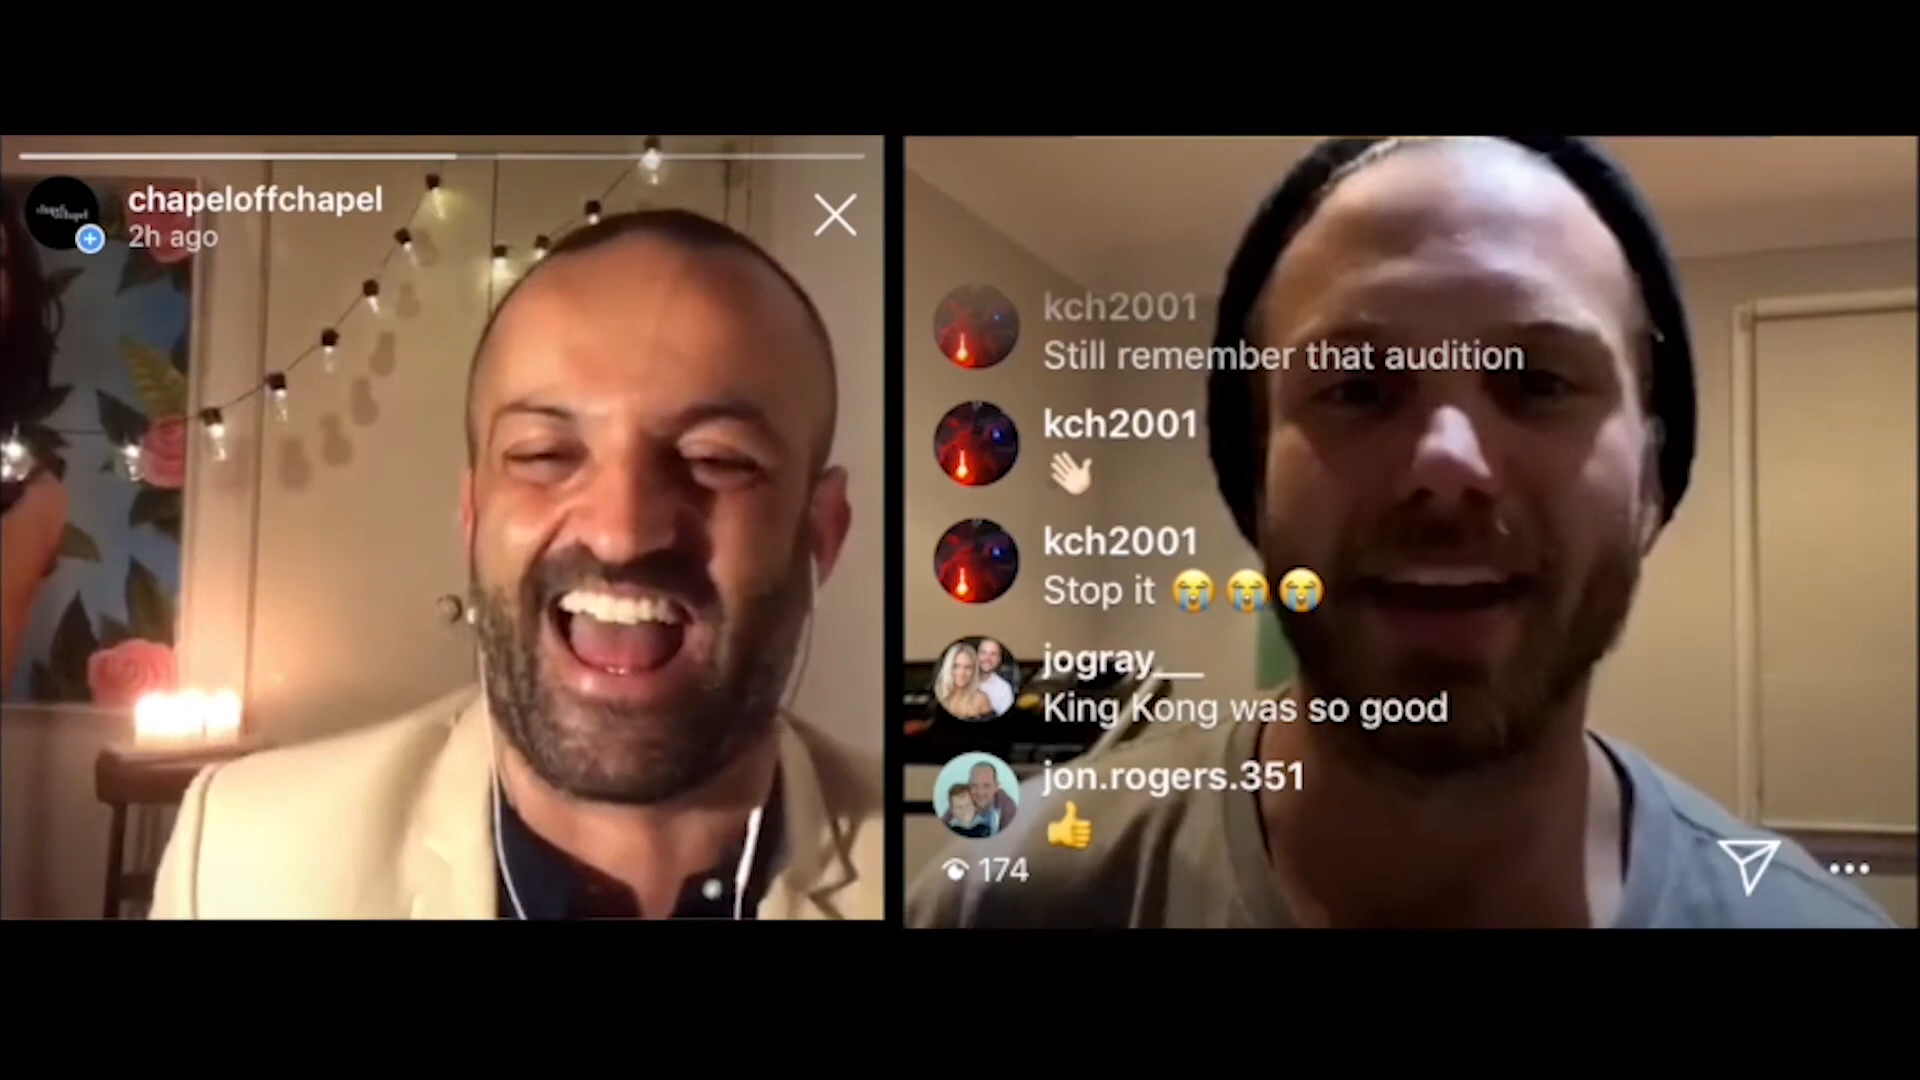 chapeloffchapel
2h ago
kch2001
Still remember that audition
kch2001
👋🏻
kch2001
Stop it 😭😭😭
jogray___
King Kong was so good
jon.rogers.351
👍
174